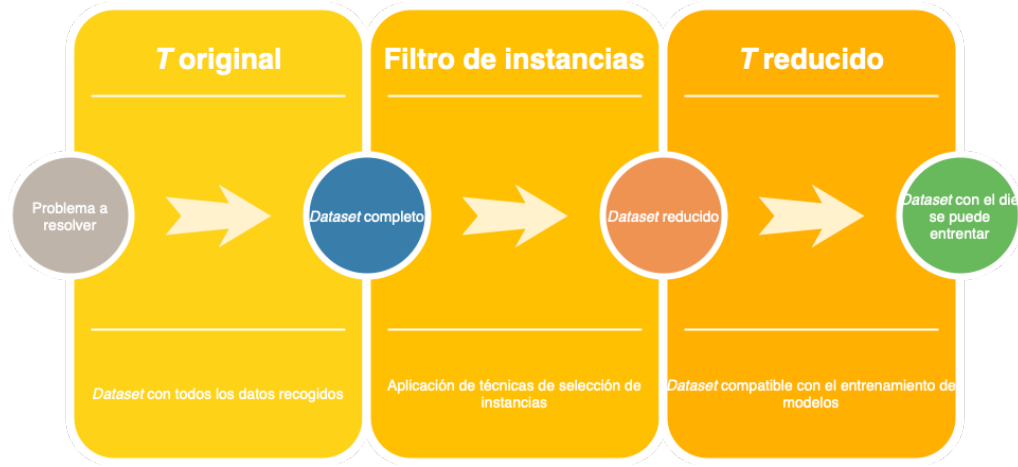 T original
Filtro de instancias
T reducido
Problema a
resolver
Dataset completo
Dataset reducido
Dataset con el die
se puede
entrentar
Dataset con todos los datos recogidos
Aplicación de técnicas de selección de
instancias
Dataset compatible con el entrenamiento de
modelos